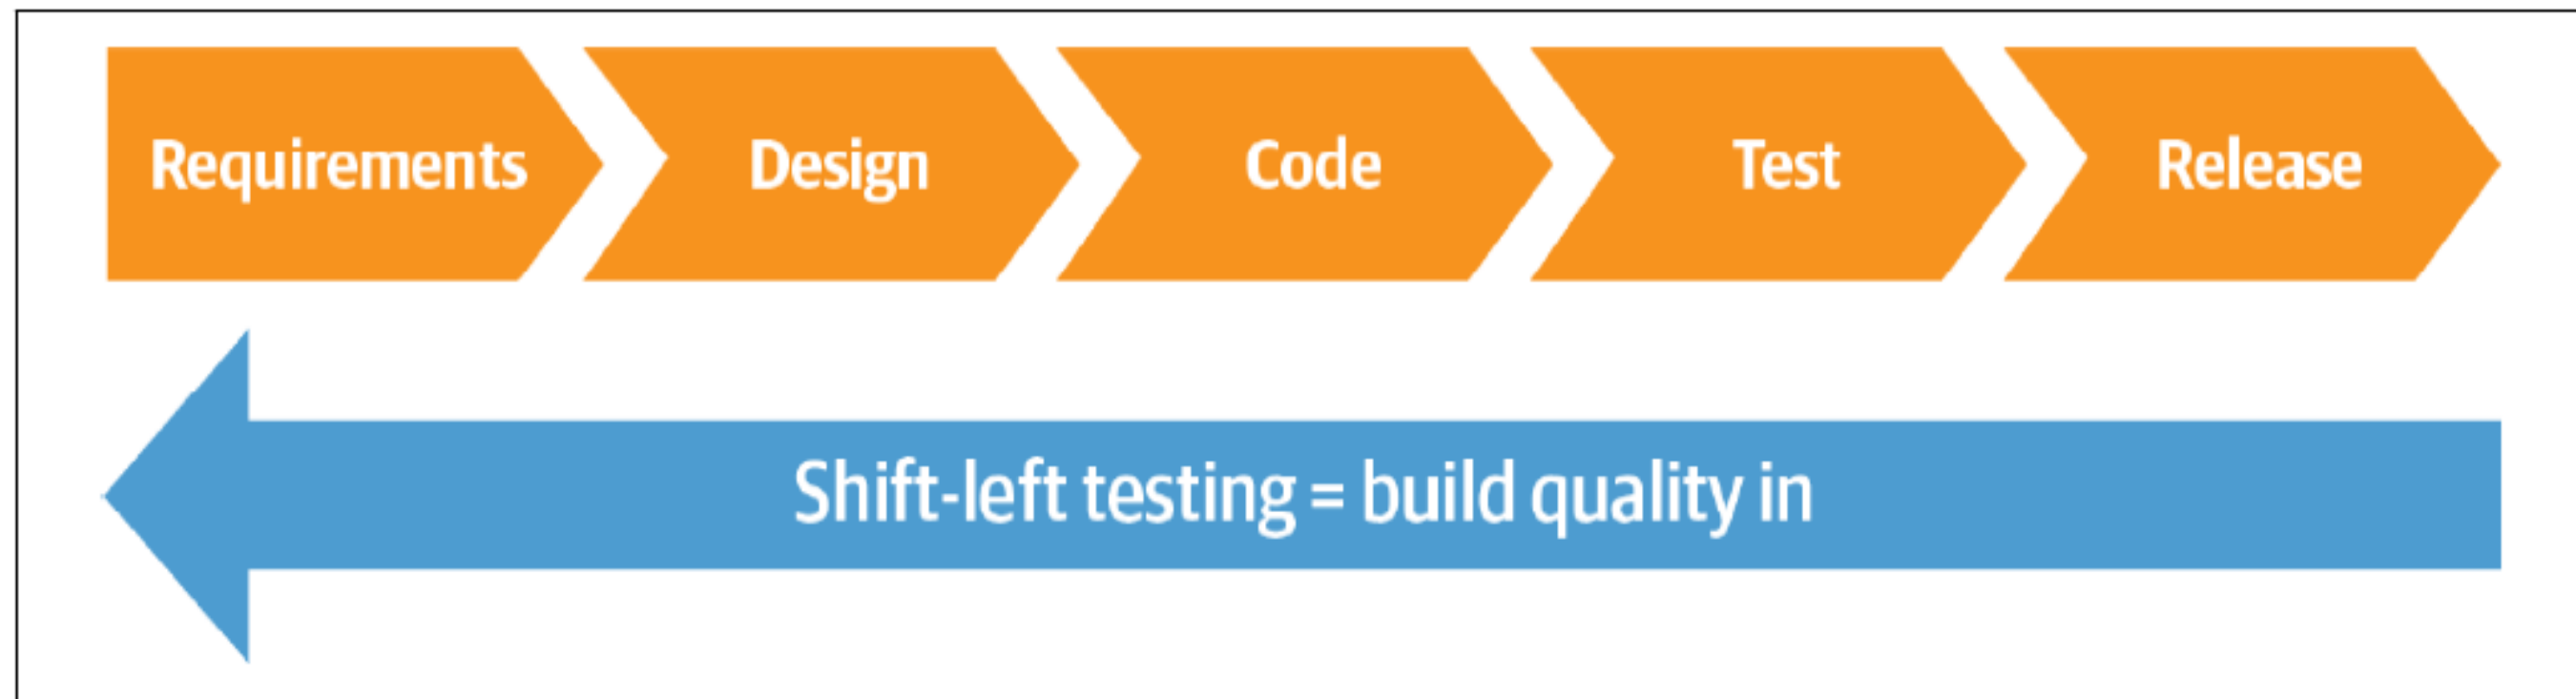 Requirements
Design
Code
Test
Release
Shift-left testing = build quality in